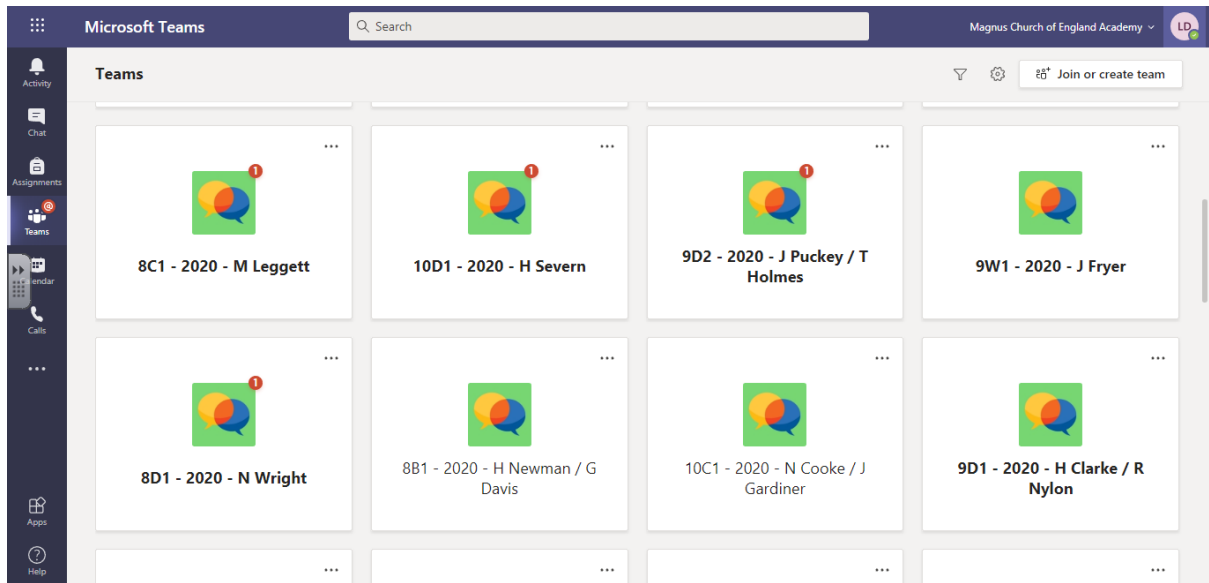 Microsoft Teams
Search
Magnus Church of England Academy
LD
Activity
Chat
Assignments
@
Teams
endar
Calls
Apps
Help
Teams
Join or create team
1
8C1 - 2020 - M Leggett
1
10D1 - 2020 - H Severn
1
9D2 - 2020 - J Puckey / T
Holmes
9W1 - 2020 - J Fryer
1
8D1 - 2020 - N Wright
8B1 - 2020 - H Newman / G
Davis
10C1 - 2020 - N Cooke / J
Gardiner
9D1 - 2020 - H Clarke / R
Nylon